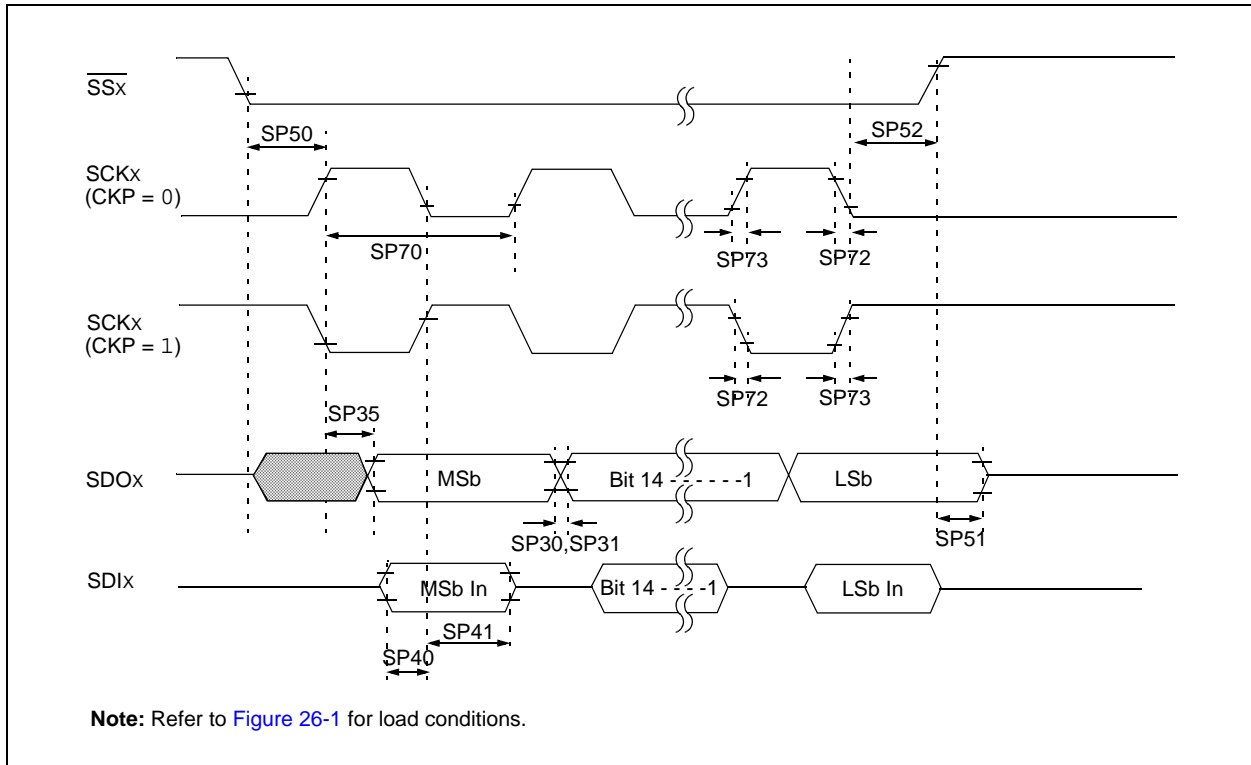 SSx
SP50
SP52
SCKx
(CKP = 0)
SP70
SP73
SP72
SCKx
(CKP = 1)
SP72
SP73
SP35
SDOx
MSb
Bit 14 - - - - - -1
LSb
SP30,SP31
SP51
SDIx
MSb In
Bit 14 - - - -1
LSb In
SP41
SP40
Note: Refer to Figure 26-1 for load conditions.